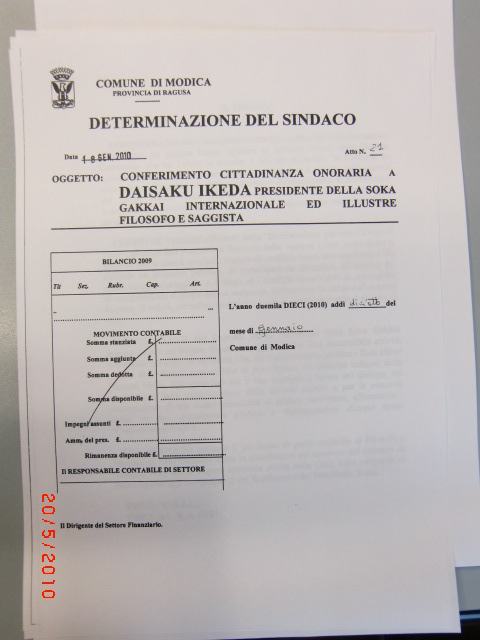 COMUNE DI MODICA
PROVINCIA DI RAGUSA
DETERMINAZIONE DEL SINDACO
Data 18 GEN. 2010
Atto N. 21
OGGETTO: CONFERIMENTO CITTADINANZA ONORARIA A
DAISAKU IKEDA PRESIDENTE DELLA SOKA
GAKKAI INTERNAZIONALE ED ILLUSTRE
FILOSOFO E SAGGISTA
BILANCIO 2009
Tit Sez. Rubr. Cap. Art.
MOVIMENTO CONTABILE
Somma stanziata £. ....................
Somma aggiunta £. ....................
Somma dedotta £. ....................
Somma disponibile £. ....................
Impegni assunti £. ....................
Amm. del pres. £. ....................
Rimanenza disponibile £. ....................
Il RESPONSABILE CONTABILE DI SETTORE
L'anno duemila DIECI (2010) addì diciotto del
mese di Gennaio
Comune di Modica
Il Dirigente del Settore Finanziario.
20/5/2010